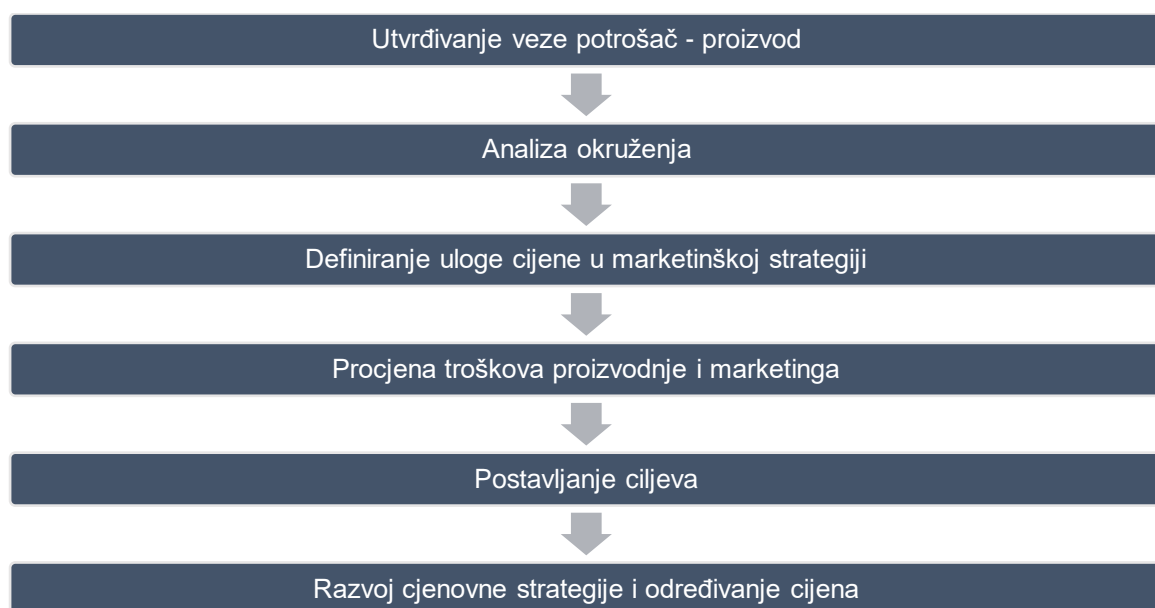 Utvrđivanje veze potrošač - proizvod
Analiza okruženja
Definiranje uloge cijene u marketinškoj strategiji
Procjena troškova proizvodnje i marketinga
Postavljanje ciljeva
Razvoj cjenovne strategije i određivanje cijena